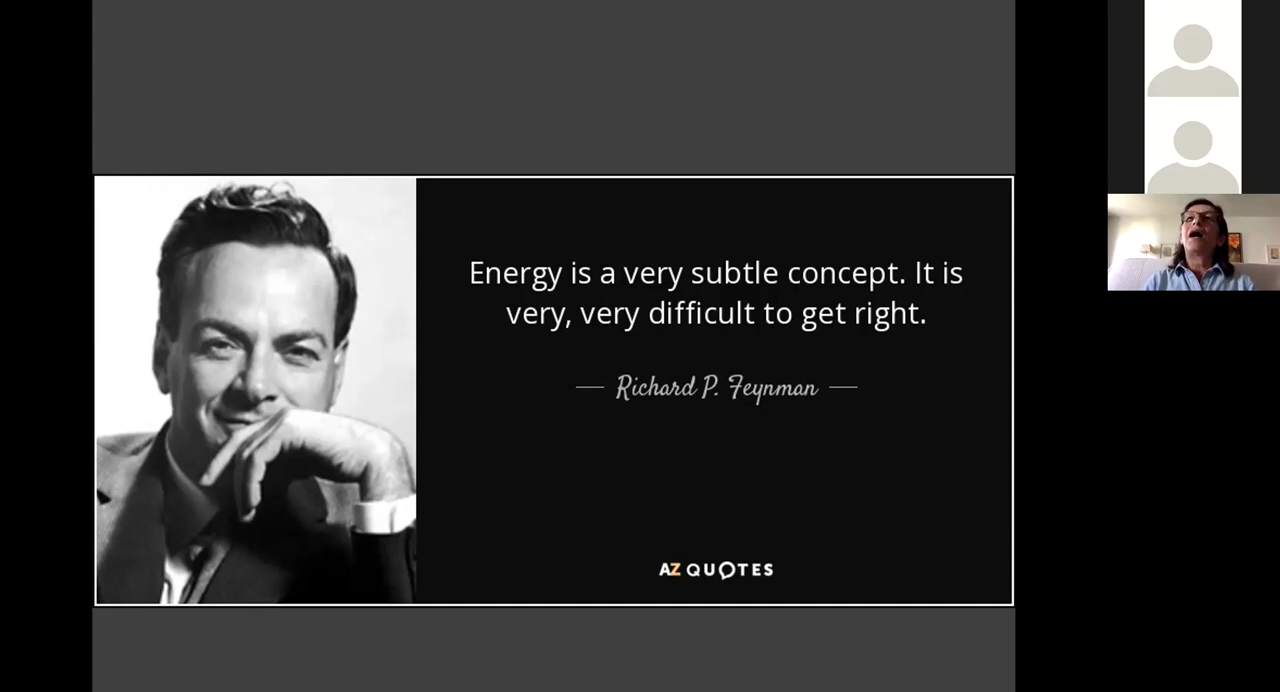 Energy is a very subtle concept. It is
very, very difficult to get right.
Richard P. Feynman
AZ QUOTES